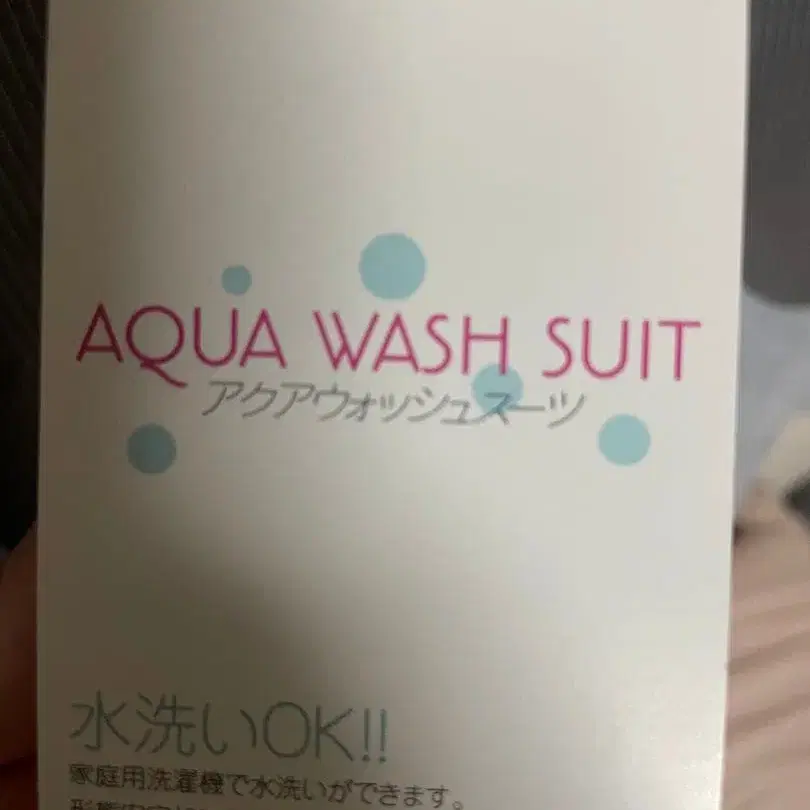 AQUA WASH SUIT
アクアウォッシュスーツ
水洗いOK!!
家庭用洗濯機で水洗いができます。